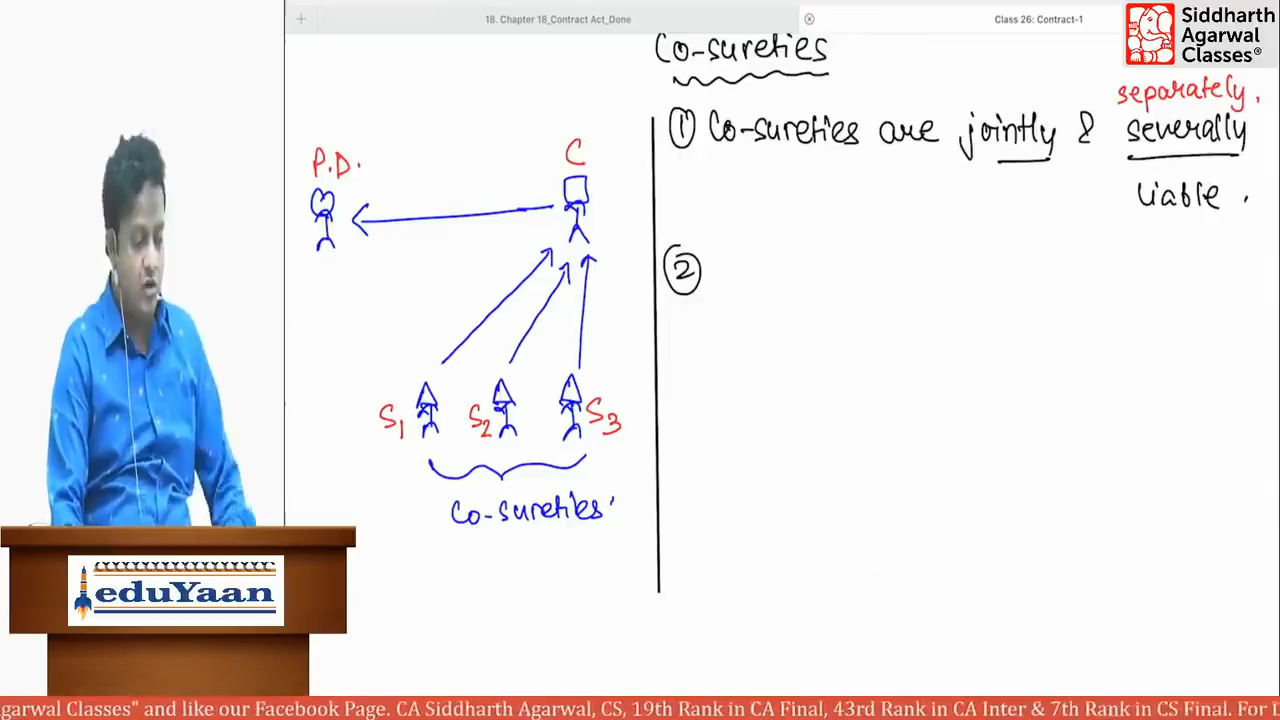 18. Chapter 18_Contract Act_Done
Class 26: Contract-1
Siddharth
Agarwal
Classes®
Co-sureties
separately.
① Co-sureties are jointly & severally
liable.
②
P.D.
C
S1 S2 S3
Co-sureties
eduYaan
garwal Classes" and like our Facebook Page. CA Siddharth Agarwal, CS, 19th Rank in CA Final, 43rd Rank in CA Inter & 7th Rank in CS Final. For